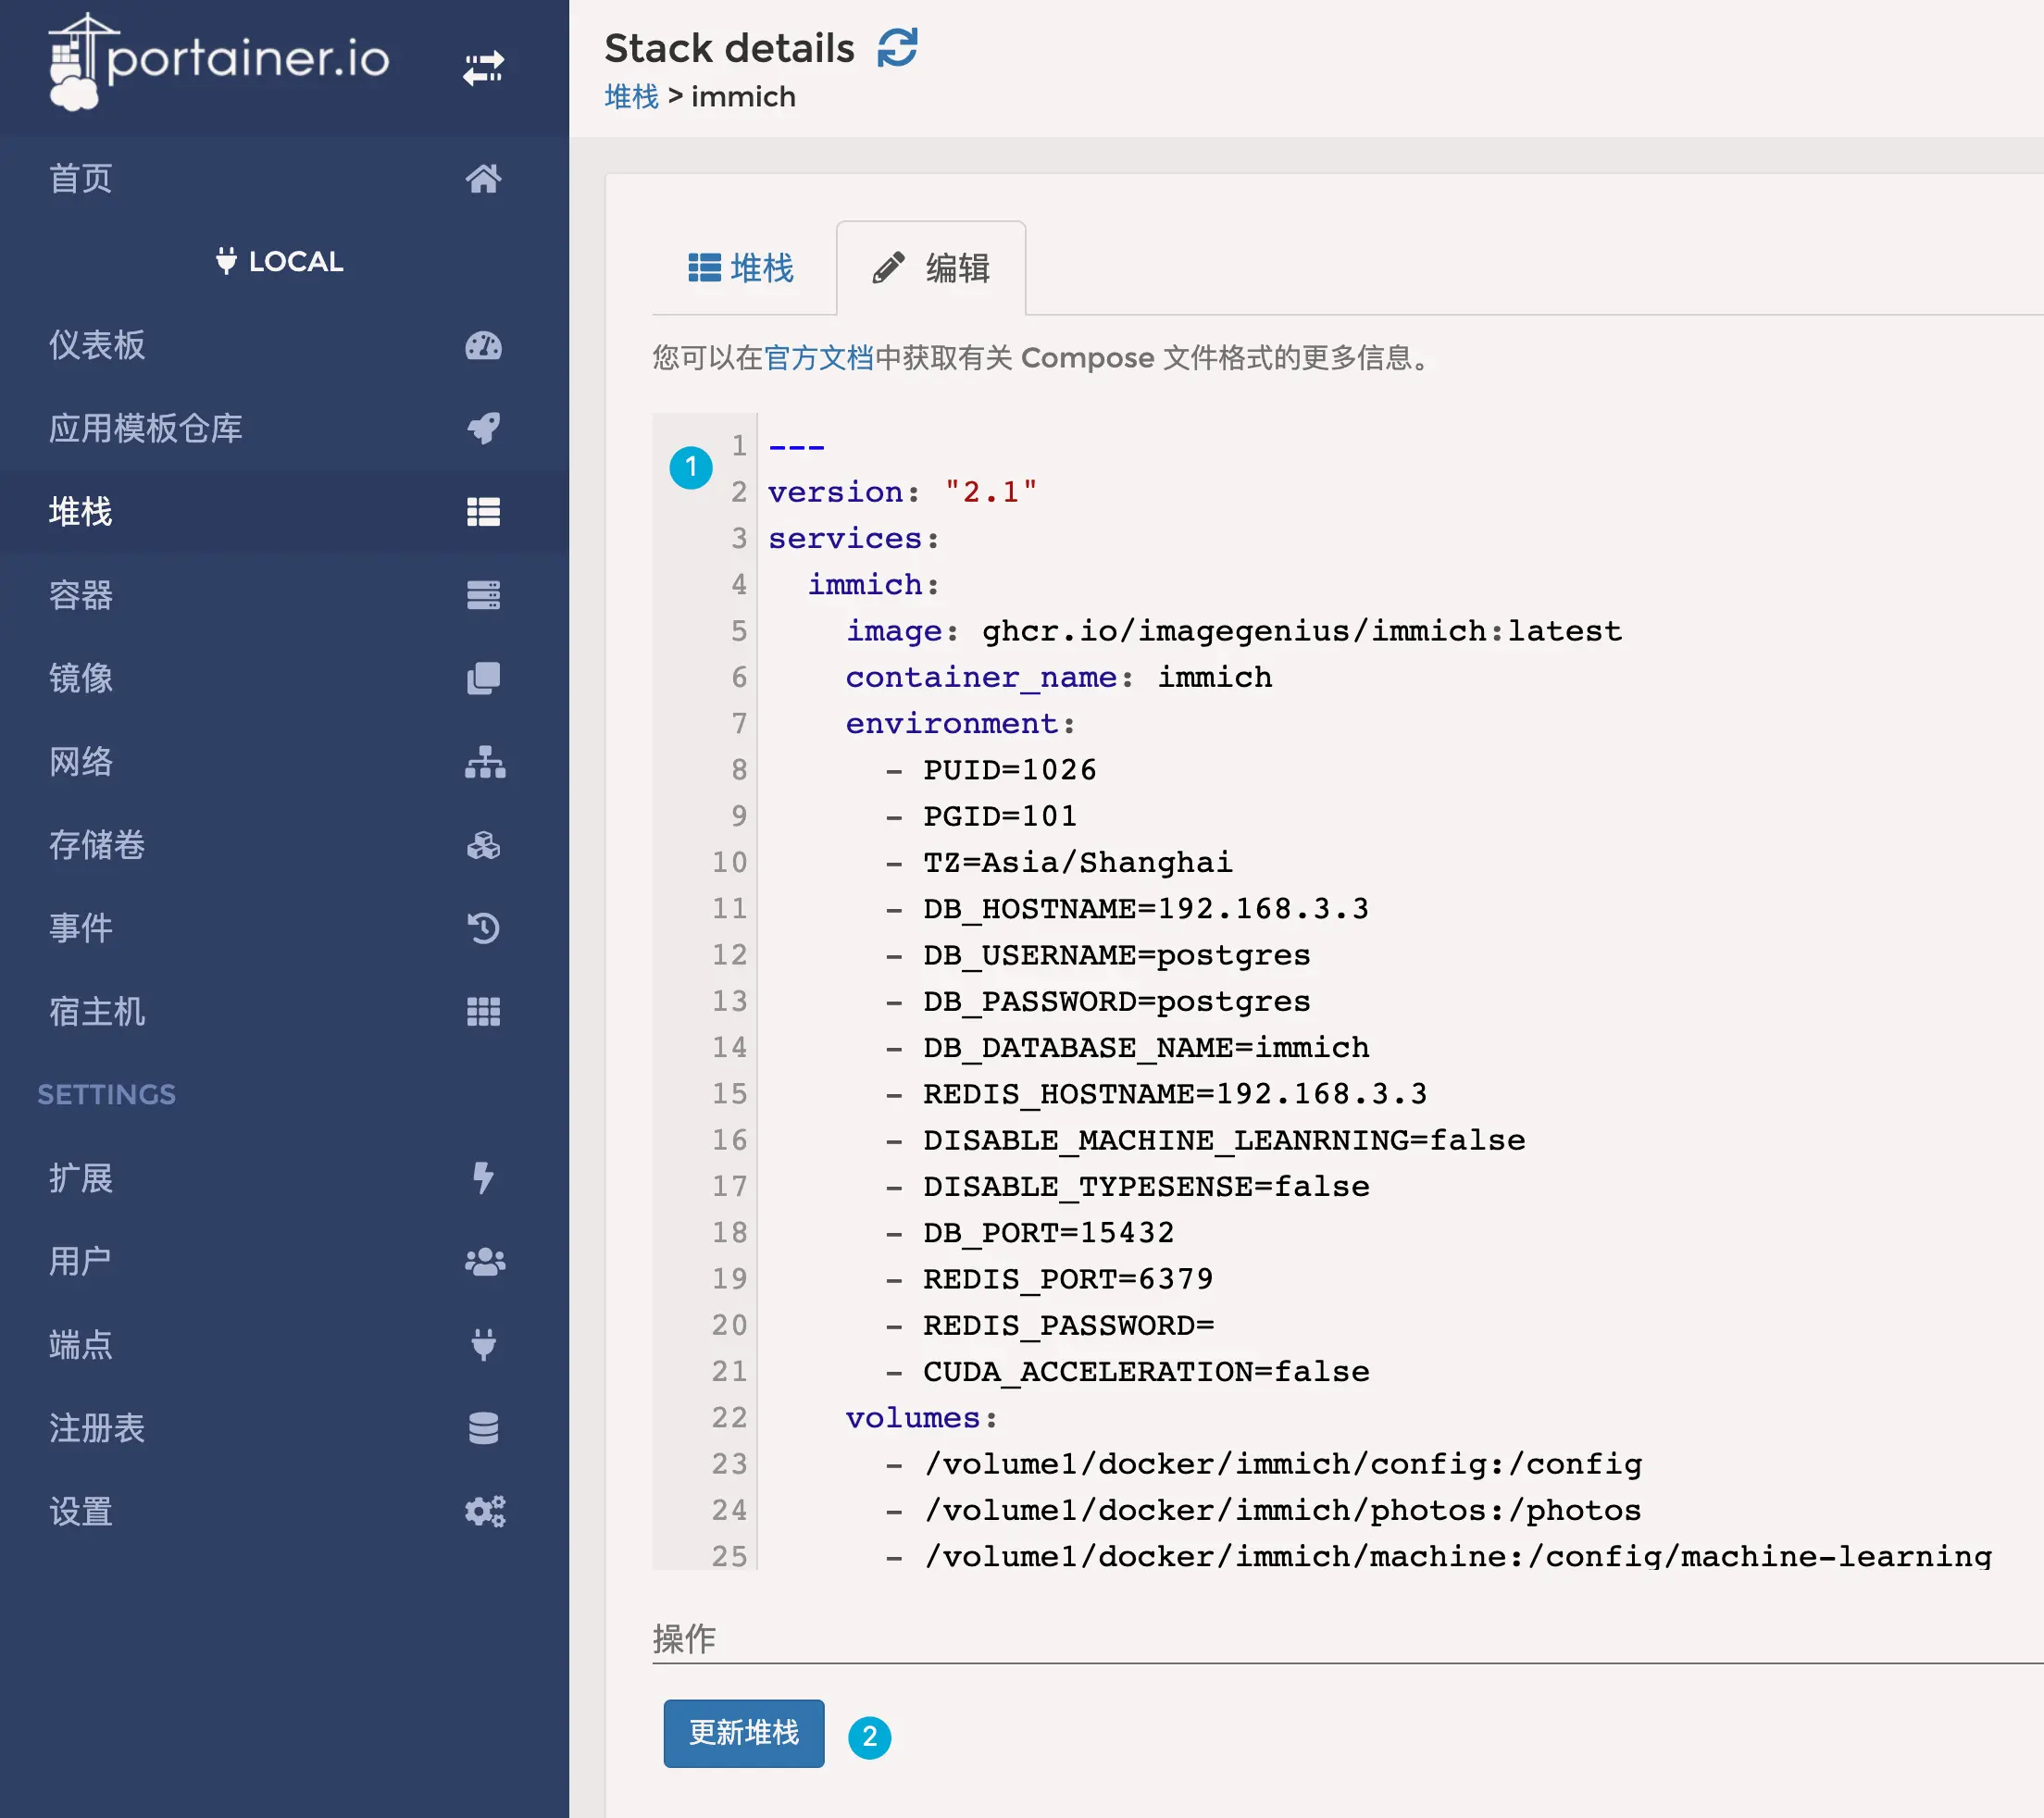 portainer.io
首页
LOCAL
仪表板
应用模板仓库
堆栈
容器
镜像
网络
存储卷
事件
宿主机
SETTINGS
扩展
用户
端点
注册表
设置
Stack details
堆栈 > immich
堆栈
编辑
您可以在官方文档中获取有关 Compose 文件格式的更多信息。
1
1 ---
2 version: "2.1"
3 services:
4   immich:
5     image: ghcr.io/imagegenius/immich:latest
6     container_name: immich
7     environment:
8       - PUID=1026
9       - PGID=101
10       - TZ=Asia/Shanghai
11       - DB_HOSTNAME=192.168.3.3
12       - DB_USERNAME=postgres
13       - DB_PASSWORD=postgres
14       - DB_DATABASE_NAME=immich
15       - REDIS_HOSTNAME=192.168.3.3
16       - DISABLE_MACHINE_LEANRNING=false
17       - DISABLE_TYPESENSE=false
18       - DB_PORT=15432
19       - REDIS_PORT=6379
20       - REDIS_PASSWORD=
21       - CUDA_ACCELERATION=false
22     volumes:
23       - /volume1/docker/immich/config:/config
24       - /volume1/docker/immich/photos:/photos
25       - /volume1/docker/immich/machine:/config/machine-learning
操作
更新堆栈
2